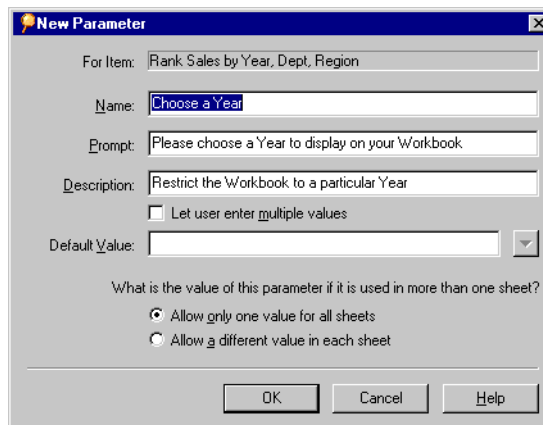 New Parameter
For Item: Rank Sales by Year, Dept, Region
Name: Choose a Year
Prompt: Please choose a Year to display on your Workbook
Description: Restrict the Workbook to a particular Year
Let user enter multiple values
Default Value:
What is the value of this parameter if it is used in more than one sheet?
Allow only one value for all sheets
Allow a different value in each sheet
OK Cancel Help